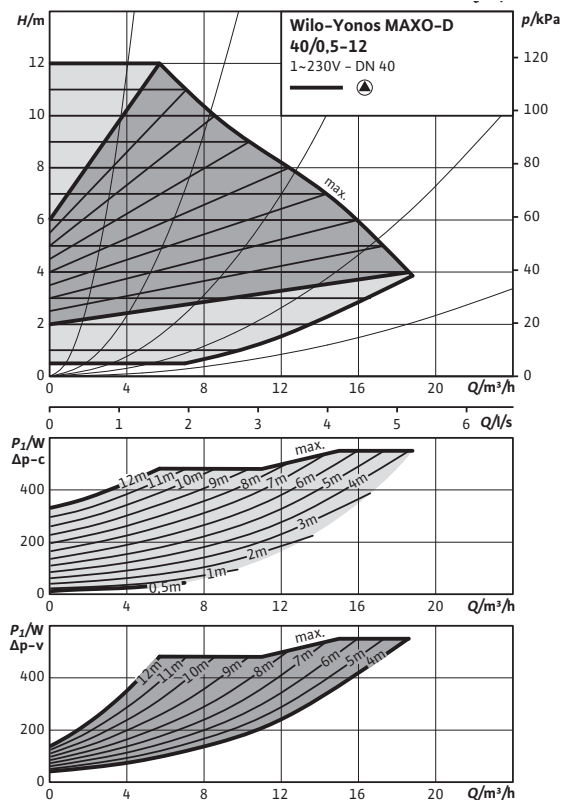 H/m
p/kPa
Wilo-Yonos MAXO-D
40/0,5-12
1~230V - DN 40
12
10
8
6
4
2
0
120
100
80
60
40
20
0
max.
0 4 8 12 16 20 Q/m³/h
0 1 2 3 4 5 6 Q/l/s
P₁/W
Δp-c
400
200
0
max.
12m 11m 10m 9m 8m 7m 6m 5m 4m
3m
2m
1m
0,5m
0 4 8 12 16 20 Q/m³/h
P₁/W
Δp-v
400
200
0
max.
12m 11m 10m 9m 8m 7m 6m 5m 4m
0 4 8 12 16 20 Q/m³/h